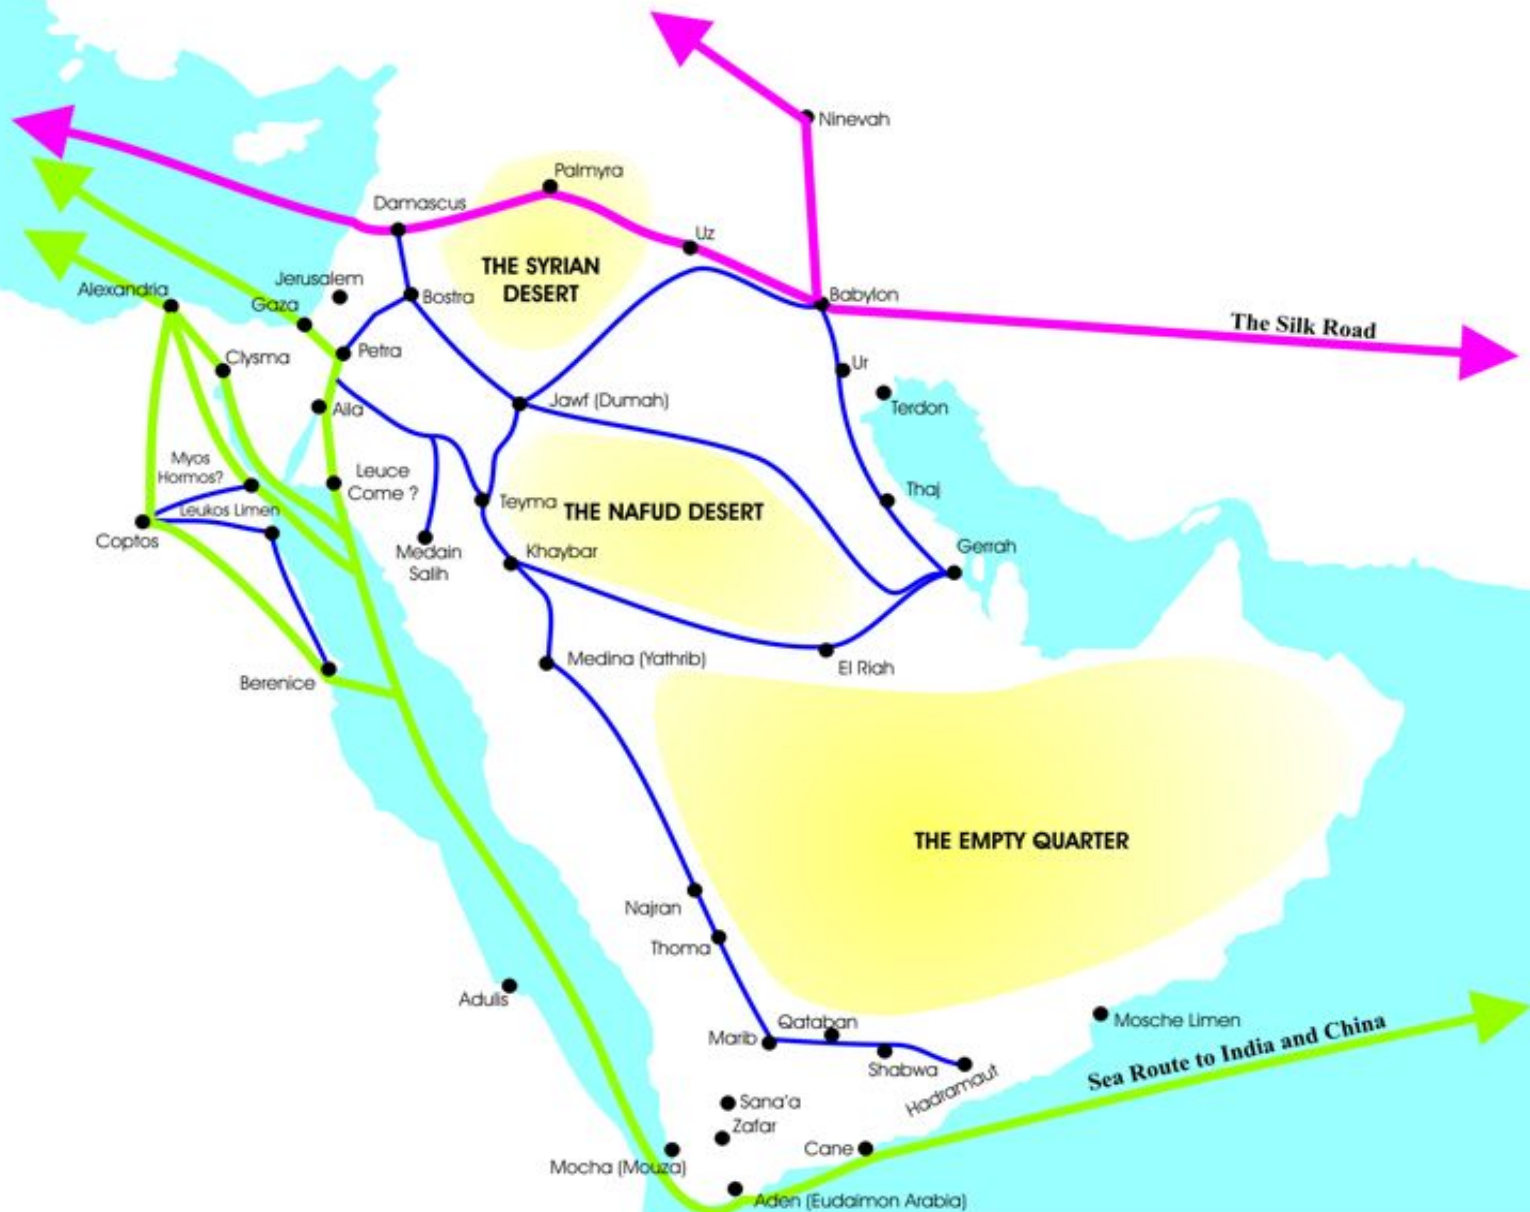 Ninevah
Palmyra
Damascus
Uz
THE SYRIAN
DESERT
Jerusalem
Alexandria
Bostra
Babylon
Gaza
The Silk Road
Petra
Clysma
Ur
Aila
Jawf (Dumah)
Terdon
Myos
Hormos?
Leuce
Come ?
Thaj
Teyma
THE NAFUD DESERT
Leukos Limen
Coptos
Medain
Salih
Khaybar
Gerrah
Medina (Yathrib)
El Riah
Berenice
THE EMPTY QUARTER
Najran
Thoma
Adulis
Marib
Qataban
Mosche Limen
Shabwa
Hadramaut
Sea Route to India and China
Sana'a
Zafar
Cane
Mocha (Mouza)
Aden (Eudaimon Arabia)